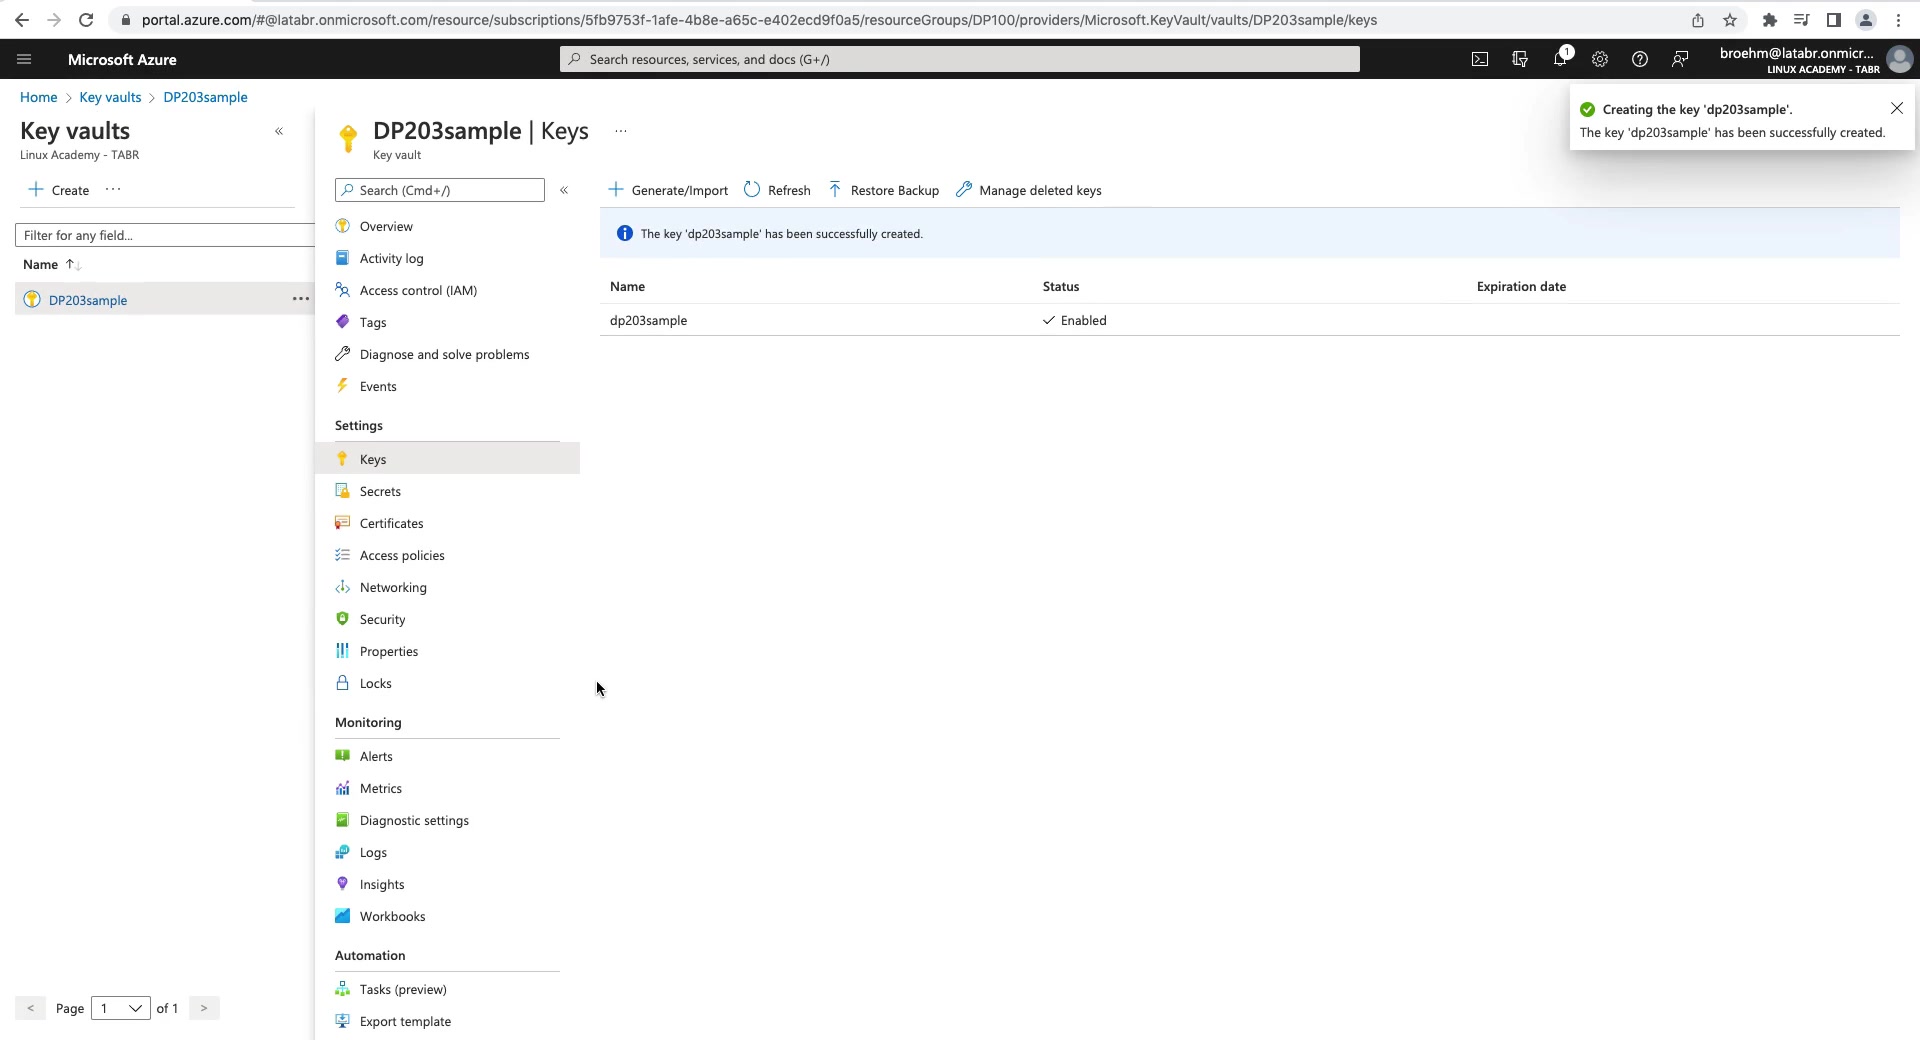 portal.azure.com/#@latabr.onmicrosoft.com/resource/subscriptions/5fb9753f-1afe-4b8e-a65c-e402ecd9f0a5/resourceGroups/DP100/providers/Microsoft.KeyVault/vaults/DP203sample/keys
Microsoft Azure
Search resources, services, and docs (G+/)
1
broehm@latabr.onmicr...
LINUX ACADEMY - TABR
Home > Key vaults > DP203sample
Creating the key 'dp203sample'.
The key 'dp203sample' has been successfully created.
Key vaults
Linux Academy - TABR
Create
Filter for any field...
Name
DP203sample
Page 1 of 1
DP203sample | Keys
Key vault
Search (Cmd+/)
Overview
Activity log
Access control (IAM)
Tags
Diagnose and solve problems
Events
Settings
Keys
Secrets
Certificates
Access policies
Networking
Security
Properties
Locks
Monitoring
Alerts
Metrics
Diagnostic settings
Logs
Insights
Workbooks
Automation
Tasks (preview)
Export template
Generate/Import Refresh Restore Backup Manage deleted keys
The key 'dp203sample' has been successfully created.
Name Status Expiration date
dp203sample Enabled